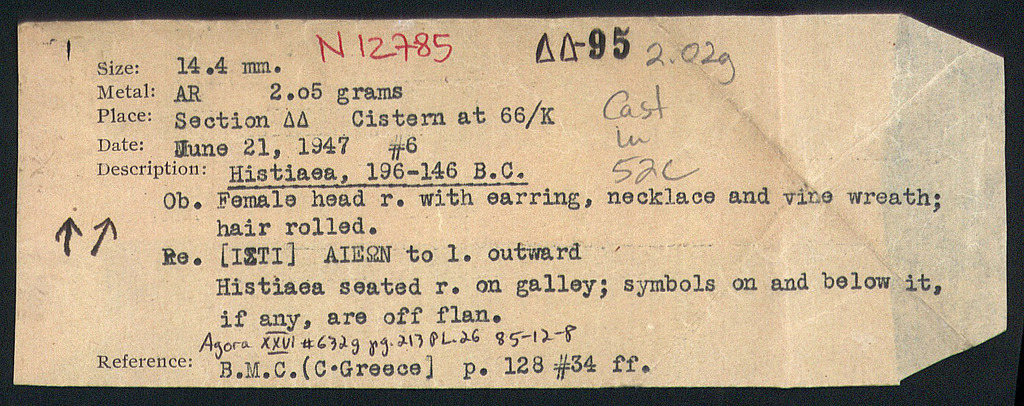 N 12785 ΔΔ-95 2.02g
Size: 14.4 mm.
Metal: AR 2.05 grams
Place: Section ΔΔ Cistern at 66/K
Cast in 52C
Date: June 21, 1947 #6
Description: Histiaea, 196-146 B.C.
Ob. Female head r. with earring, necklace and vine wreath;
hair rolled.
↑↗
Re. [IΣTI] AIEΩN to l. outward
Histiaea seated r. on galley; symbols on and below it,
if any, are off flan.
Agora XXVI #632g pg.213 PL.26 85-12-8
Reference: B.M.C.(C.Greece] p. 128 #34 ff.